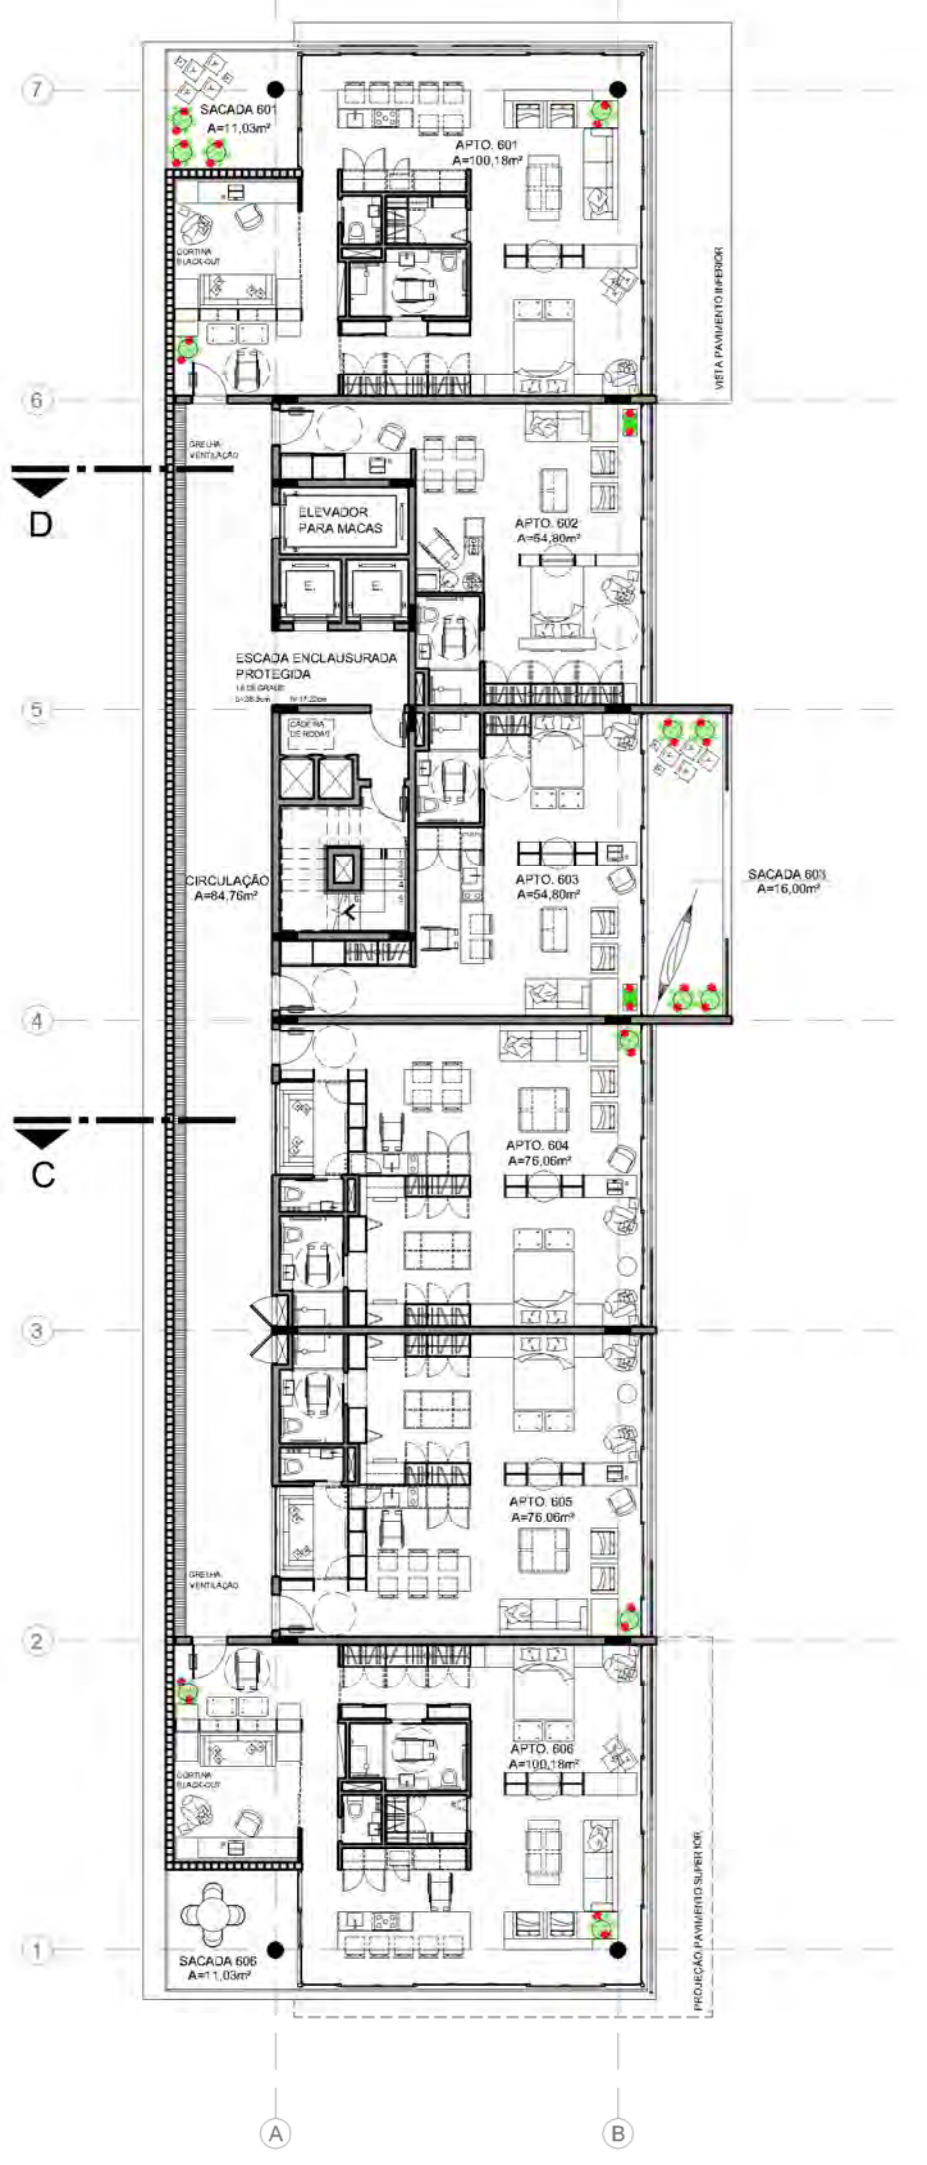 7
SACADA 601
A=11,03m²
APTO. 601
A=100,18m²
CORTINA
BLACK-OUT
VISTA PAVIMENTO INFERIOR
6
GRELHA
VENTILAÇÃO
D
ELEVADOR
PARA MACAS
APTO. 602
A=54,80m²
E.
E.
ESCADA ENCLAUSURADA
PROTEGIDA
5
CADEIRA
DE RODAS
CIRCULAÇÃO
A=84,76m²
APTO. 603
A=54,80m²
SACADA 603
A=16,00m²
4
C
APTO. 604
A=76,06m²
3
APTO. 605
A=76,06m²
GRELHA
VENTILAÇÃO
2
CORTINA
BLACK-OUT
APTO. 606
A=100,18m²
PROJEÇÃO PAVIMENTO SUPERIOR
1
SACADA 606
A=11,03m²
A
B